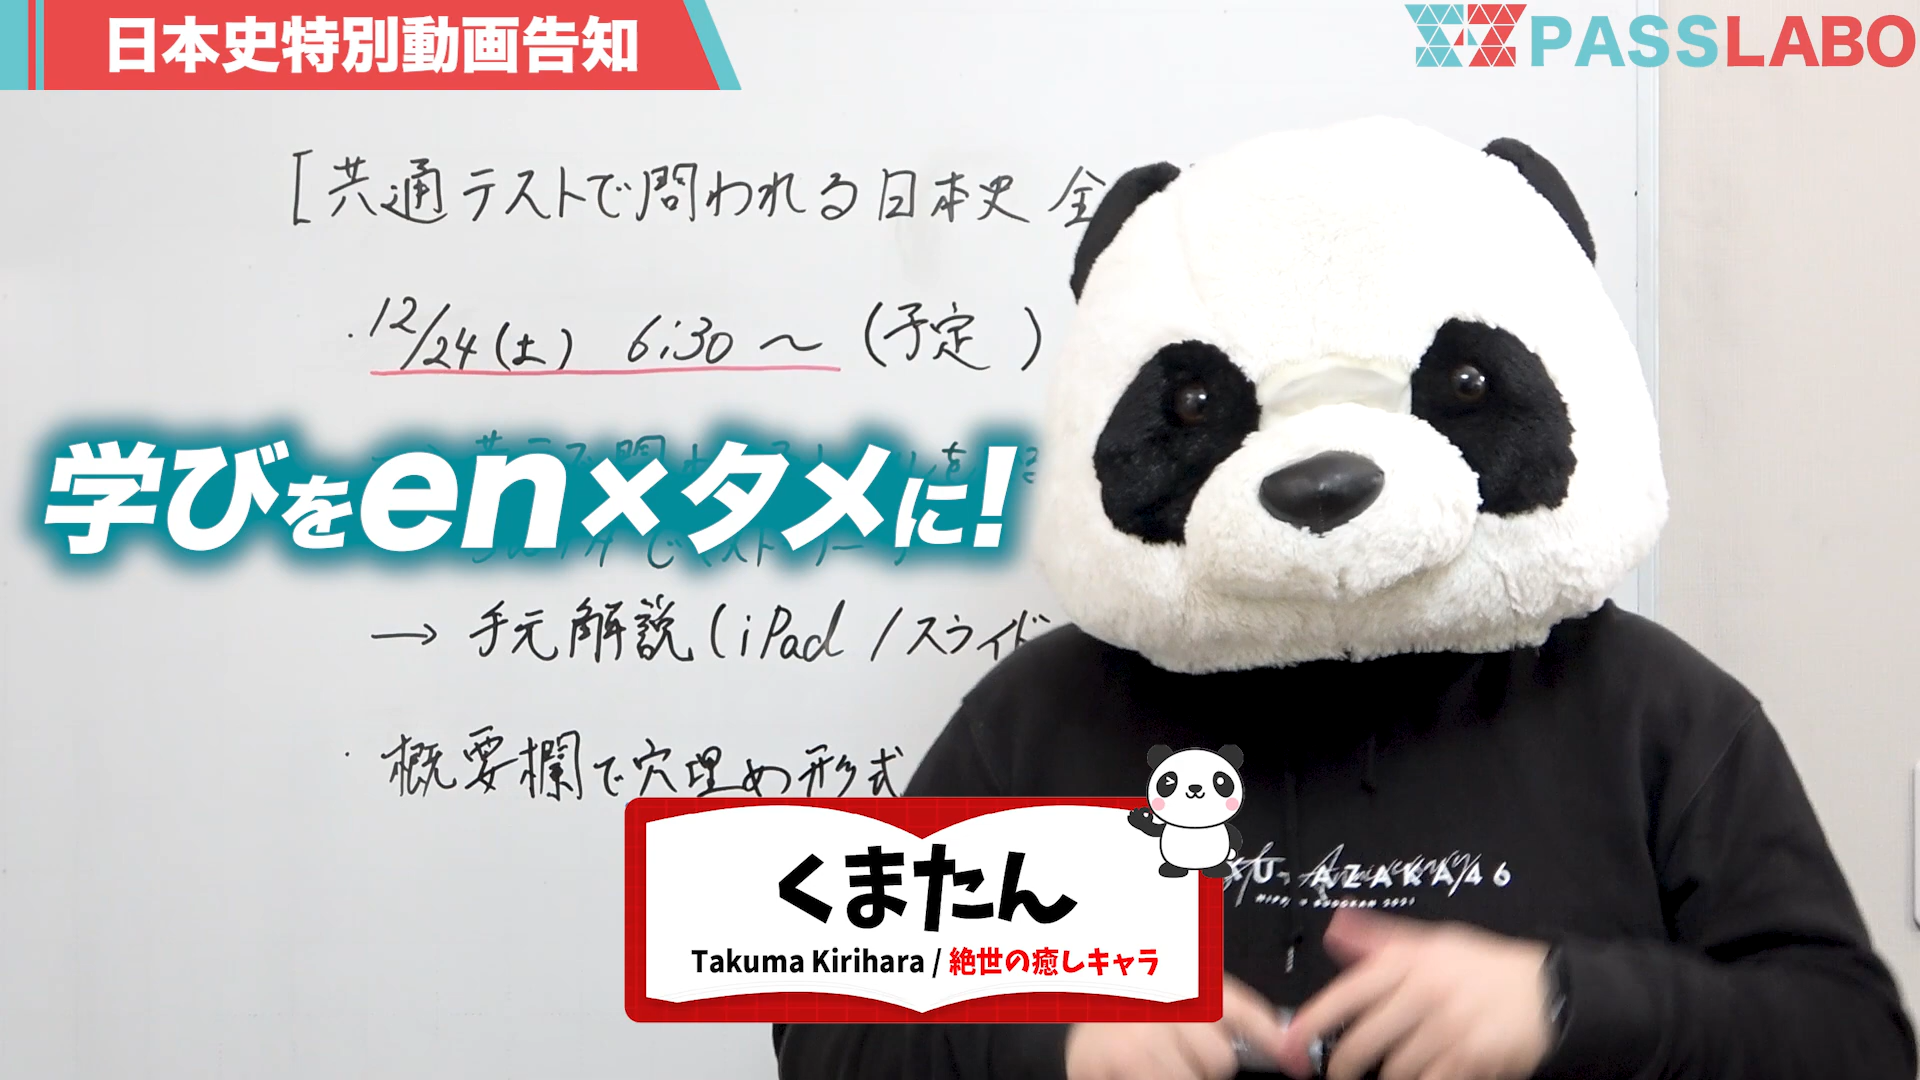 日本史特別動画告知
PASSLABO
[共通テストで問われる日本史 全
・12/24(土) 6:30～ (予定 )
学びをen×タメに!
→ 手元解説(iPad /スライド
・概要欄で穴埋め形式
くまたん
Takuma Kirihara / 絶世の癒しキャラ
AZAKA46